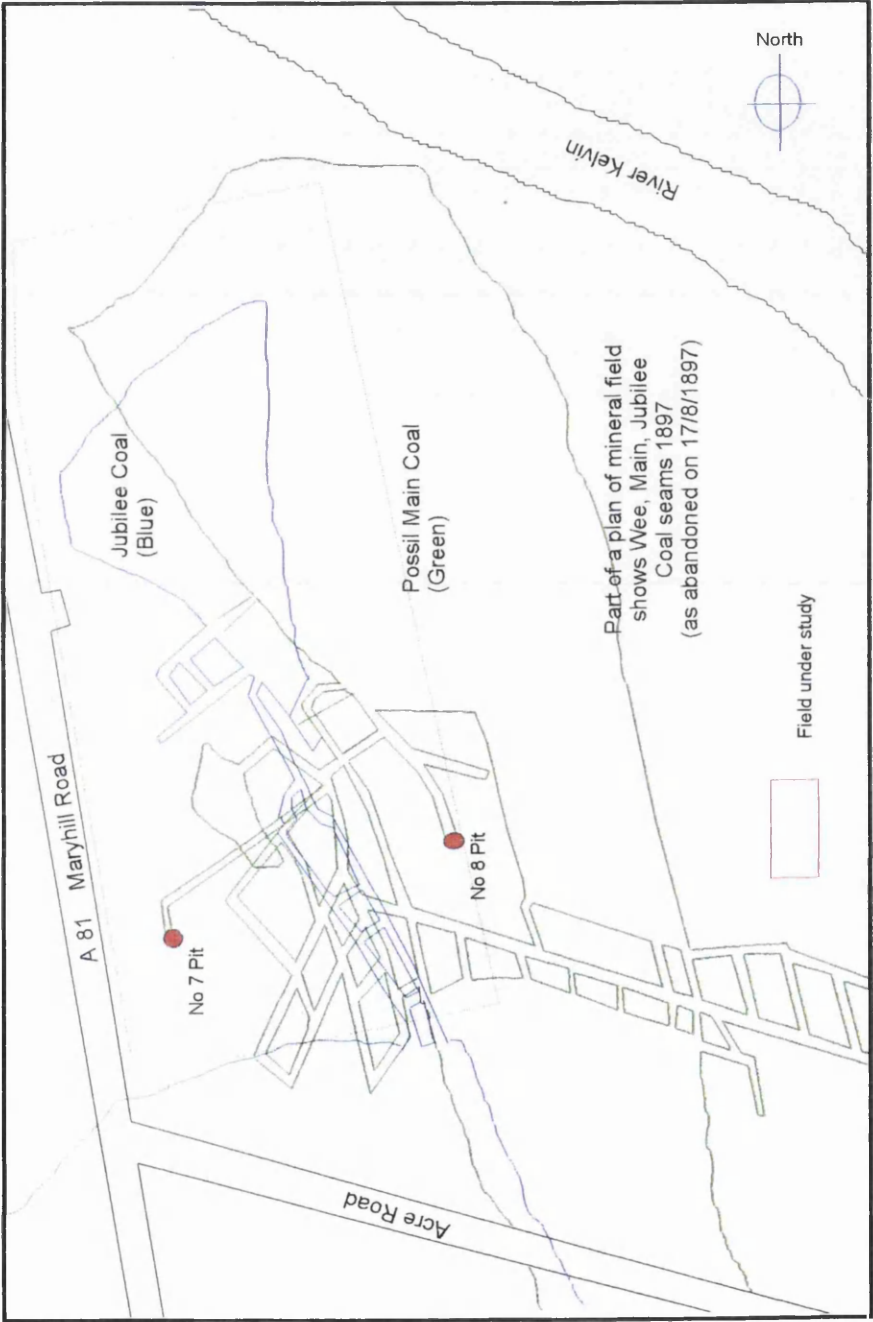 North
River Kelvin
A 81 Maryhill Road
Jubilee Coal
(Blue)
Possil Main Coal
(Green)
Part of a plan of mineral field
shows Wee, Main, Jubilee
Coal seams 1897
(as abandoned on 17/8/1897)
No 7 Pit
No 8 Pit
Field under study
Acre Road